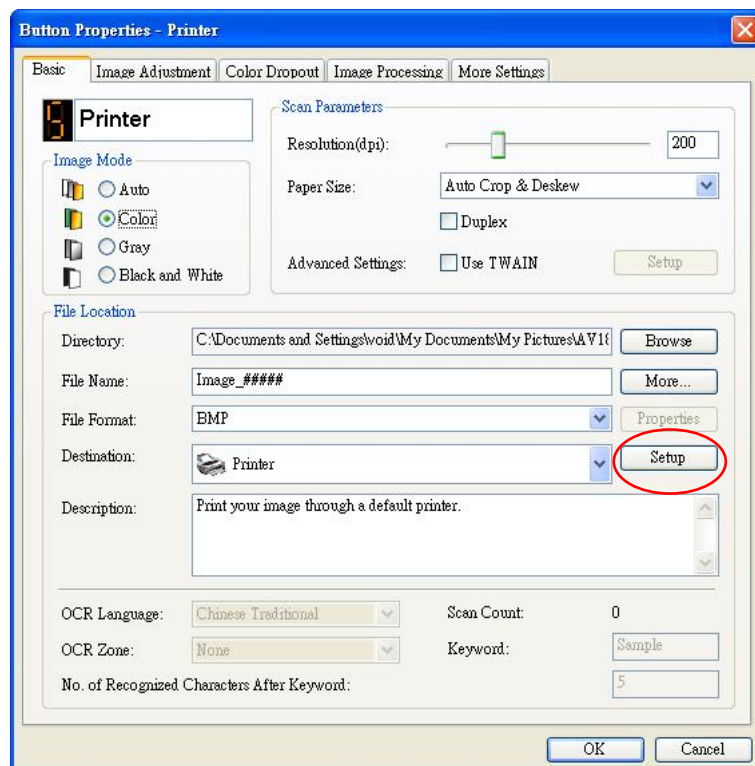 Button Properties - Printer
Basic Image Adjustment Color Dropout Image Processing More Settings
5 Printer
Image Mode
Auto
Color
Gray
Black and White
Scan Parameters
Resolution(dpi): 200
Paper Size: Auto Crop & Deskew
Duplex
Advanced Settings: Use TWAIN Setup
File Location
Directory: C:\Documents and Settings\void\My Documents\My Pictures\AV18 Browse
File Name: Image_##### More...
File Format: BMP Properties
Destination: Printer Setup
Description: Print your image through a default printer.
OCR Language: Chinese Traditional Scan Count: 0
OCR Zone: None Keyword: Sample
No. of Recognized Characters After Keyword: 5
OK Cancel